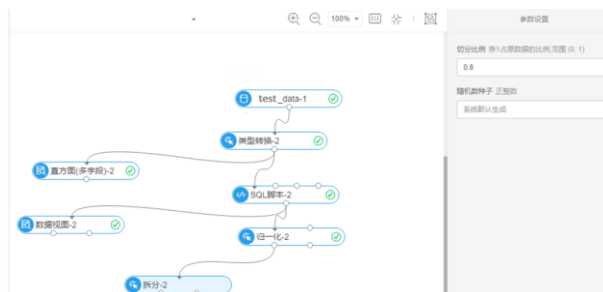 100%
参数设置
切分比例 表1占原数据的比例,范围 (0, 1)
0.8
随机数种子 正整数
系统默认生成
test_data-1
类型转换-2
直方图(多字段)-2
SQL脚本-2
数据视图-2
归一化-2
拆分-2